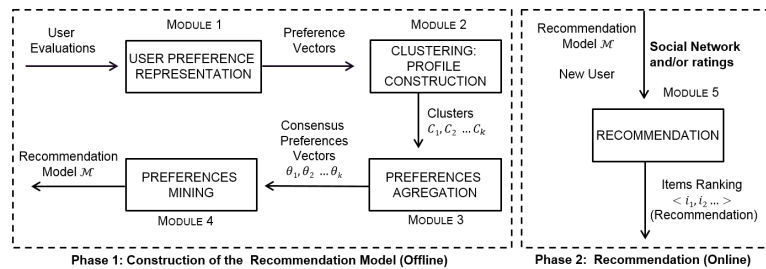 MODULE 1
User
Evaluations
USER PREFERENCE
REPRESENTATION
Preference
Vectors
MODULE 2
CLUSTERING:
PROFILE
CONSTRUCTION
Clusters
C₁, C₂ … Cₖ
PREFERENCES
AGREGATION
MODULE 3
Consensus
Preferences
Vectors
θ₁, θ₂ … θₖ
PREFERENCES
MINING
MODULE 4
Recommendation
Model ℳ
Phase 1: Construction of the Recommendation Model (Offline)
Recommendation
Model ℳ
New User
Social Network
and/or ratings
MODULE 5
RECOMMENDATION
Items Ranking
< i₁, i₂ … >
(Recommendation)
Phase 2: Recommendation (Online)